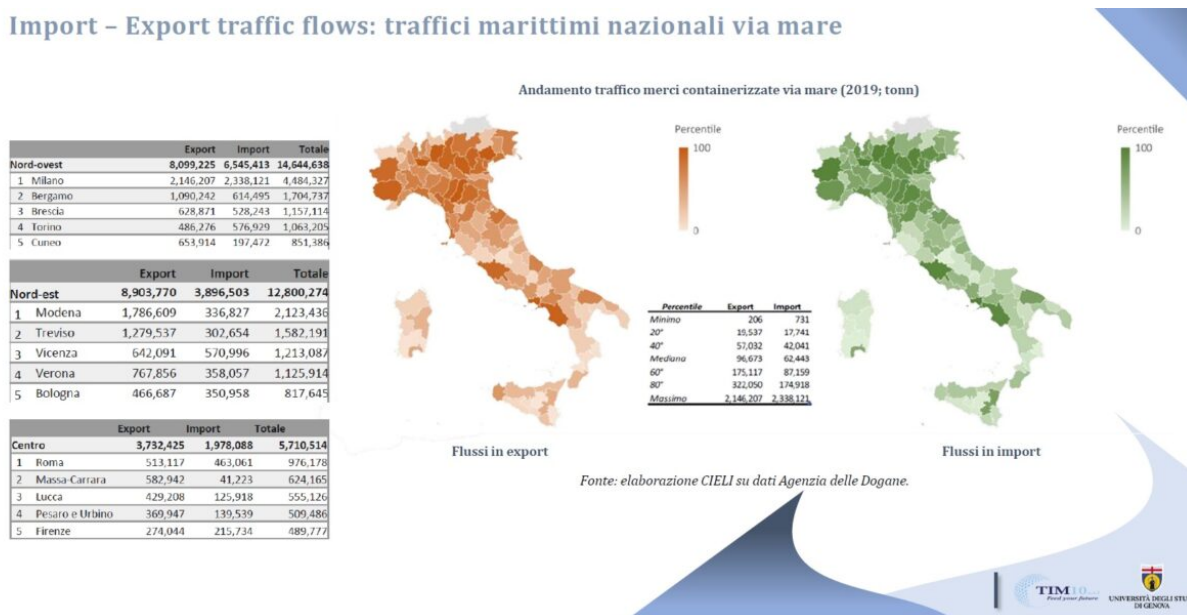 Import – Export traffic flows: traffici marittimi nazionali via mare
Andamento traffico merci containerizzate via mare (2019; tonn)
Export Import Totale
Nord-ovest 8,099,225 6,545,413 14,644,638
1 Milano 2,146,207 2,338,121 4,484,327
2 Bergamo 1,090,242 614,495 1,704,737
3 Brescia 628,871 528,243 1,157,114
4 Torino 486,276 576,929 1,063,205
5 Cuneo 653,914 197,472 851,386
Export Import Totale
Nord-est 8,903,770 3,896,503 12,800,274
1 Modena 1,786,609 336,827 2,123,436
2 Treviso 1,279,537 302,654 1,582,191
3 Vicenza 642,091 570,996 1,213,087
4 Verona 767,856 358,057 1,125,914
5 Bologna 466,687 350,958 817,645
Export Import Totale
Centro 3,732,425 1,978,088 5,710,514
1 Roma 513,117 463,061 976,178
2 Massa-Carrara 582,942 41,223 624,165
3 Lucca 429,208 125,918 555,126
4 Pesaro e Urbino 369,947 139,539 509,486
5 Firenze 274,044 215,734 489,777
Percentile
100
0
Percentile Export Import
Minimo 206 731
20° 19,537 17,741
40° 57,032 42,041
Mediana 96,673 62,443
60° 175,117 87,159
80° 322,050 174,918
Massimo 2,146,207 2,338,121
Percentile
100
0
Flussi in export
Flussi in import
Fonte: elaborazione CIELI su dati Agenzia delle Dogane.
TIM10
Feed your future
UNIVERSITÀ DEGLI STUDI
DI GENOVA